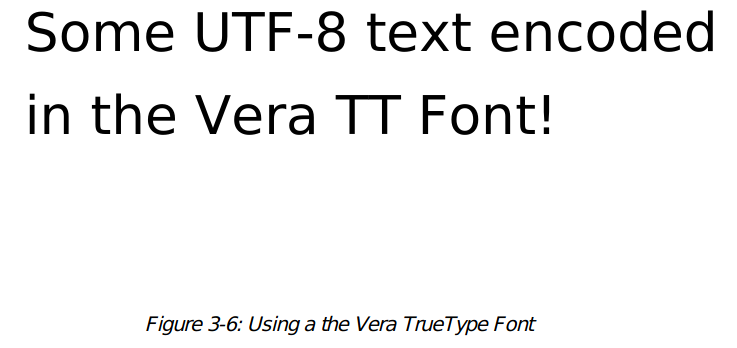 Some UTF-8 text encoded
in the Vera TT Font!
Figure 3-6: Using a the Vera TrueType Font